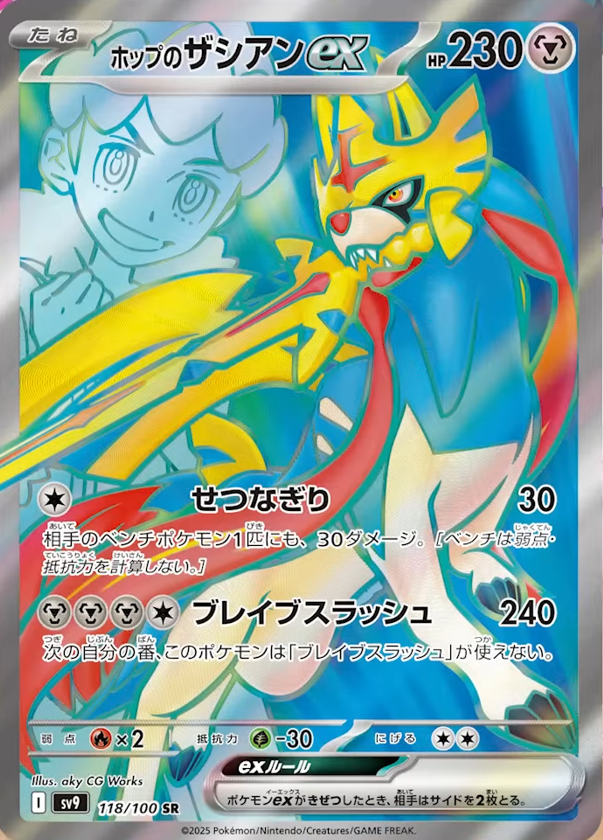 たね ホップのザシアンex HP230
せつなぎり 30
相手のベンチポケモン1匹にも、30ダメージ。[ベンチは弱点・
抵抗力を計算しない。]
ブレイブスラッシュ 240
次の自分の番、このポケモンは「ブレイブスラッシュ」が使えない。
弱点 ×2 抵抗力 -30 にげる
Illus. aky CG Works
exルール
I sv9 118/100 SR
ポケモンexがきぜつしたとき、相手はサイドを2枚とる。
©2025 Pokémon/Nintendo/Creatures/GAME FREAK.